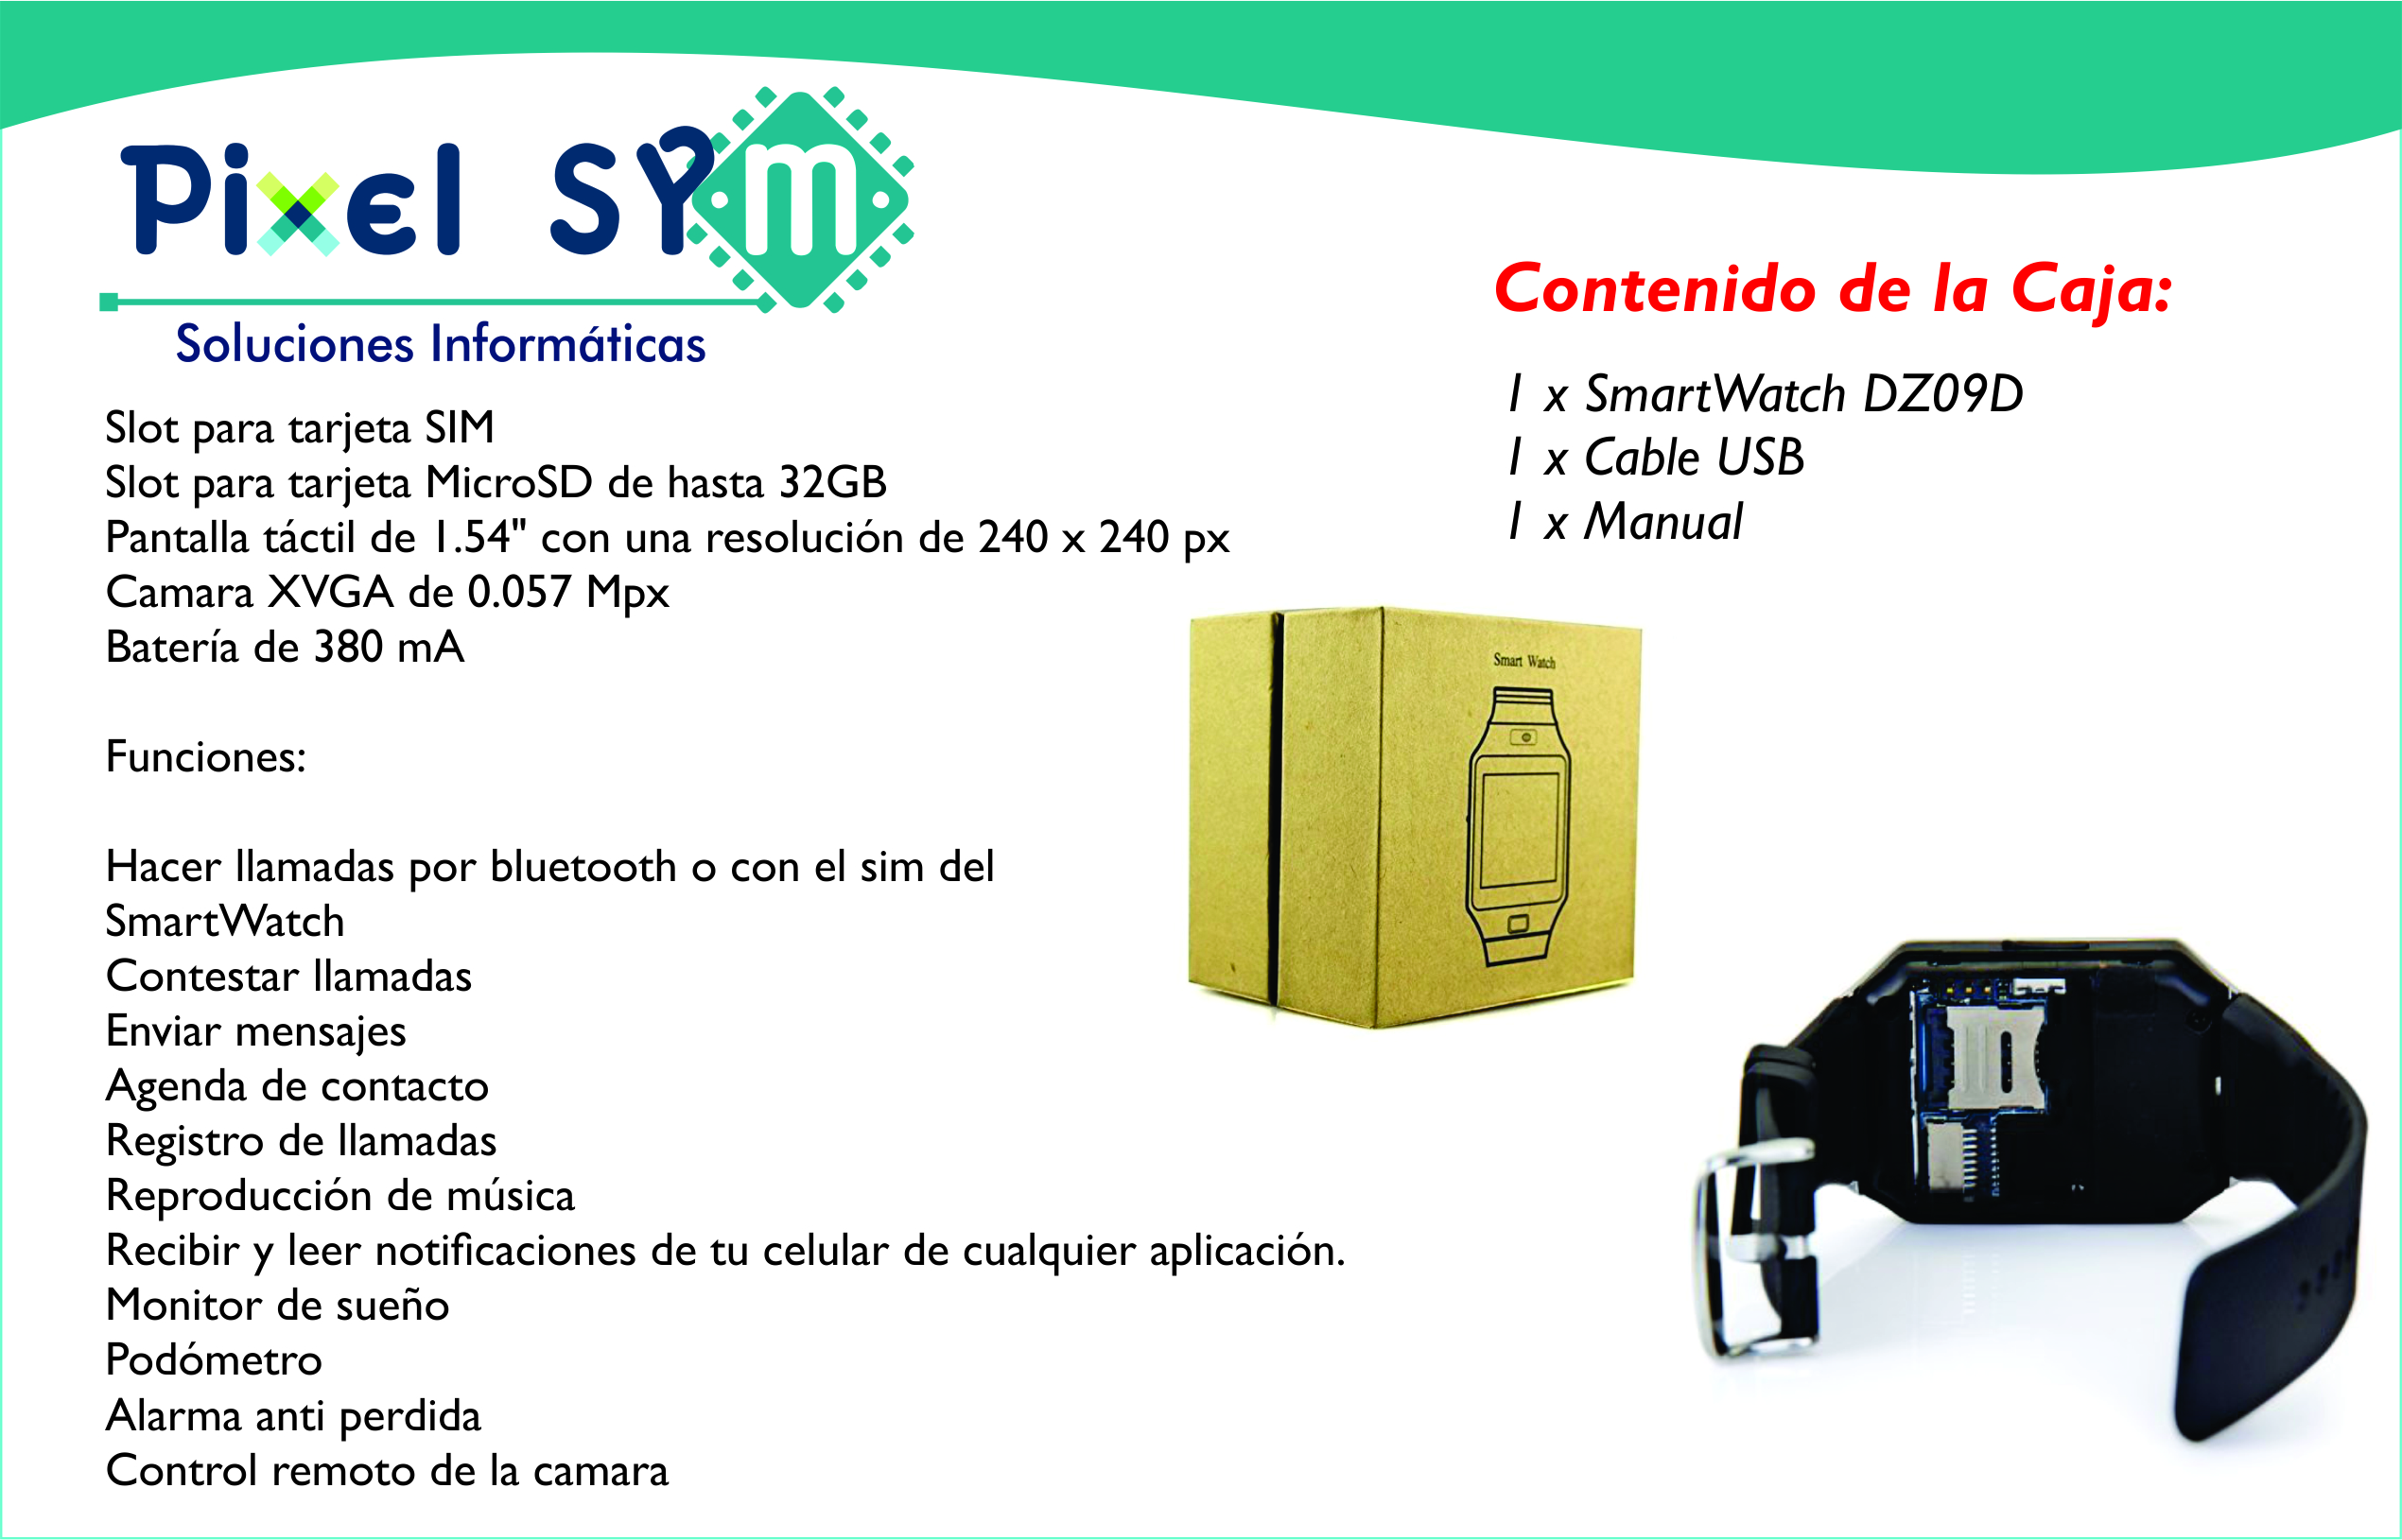 Pixel SYM
Soluciones Informáticas
Slot para tarjeta SIM
Slot para tarjeta MicroSD de hasta 32GB
Pantalla táctil de 1.54" con una resolución de 240 x 240 px
Camara XVGA de 0.057 Mpx
Batería de 380 mA
Funciones:
Hacer llamadas por bluetooth o con el sim del
SmartWatch
Contestar llamadas
Enviar mensajes
Agenda de contacto
Registro de llamadas
Reproducción de música
Recibir y leer notificaciones de tu celular de cualquier aplicación.
Monitor de sueño
Podómetro
Alarma anti perdida
Control remoto de la camara
Contenido de la Caja:
1 x SmartWatch DZ09D
1 x Cable USB
1 x Manual
Smart Watch